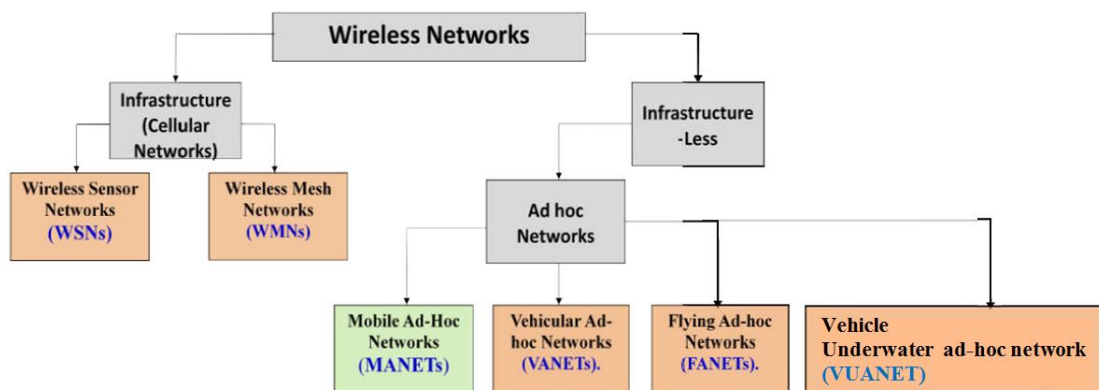 Wireless Networks
Infrastructure
(Cellular
Networks)
Infrastructure
-Less
Wireless Sensor
Networks
(WSNs)
Wireless Mesh
Networks
(WMNs)
Ad hoc
Networks
Mobile Ad-Hoc
Networks
(MANETs)
Vehicular Ad-
hoc Networks
(VANETs).
Flying Ad-hoc
Networks
(FANETs).
Vehicle
Underwater ad-hoc network
(VUANET)